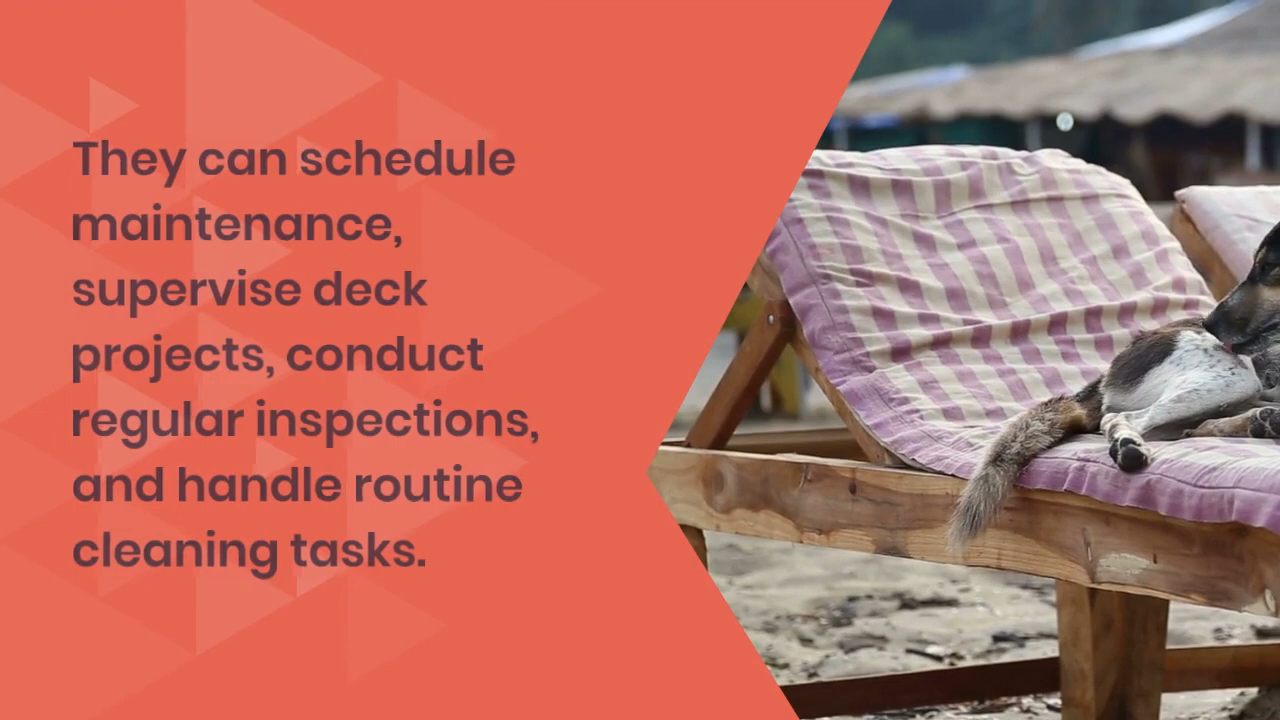 They can schedule
maintenance,
supervise deck
projects, conduct
regular inspections,
and handle routine
cleaning tasks.